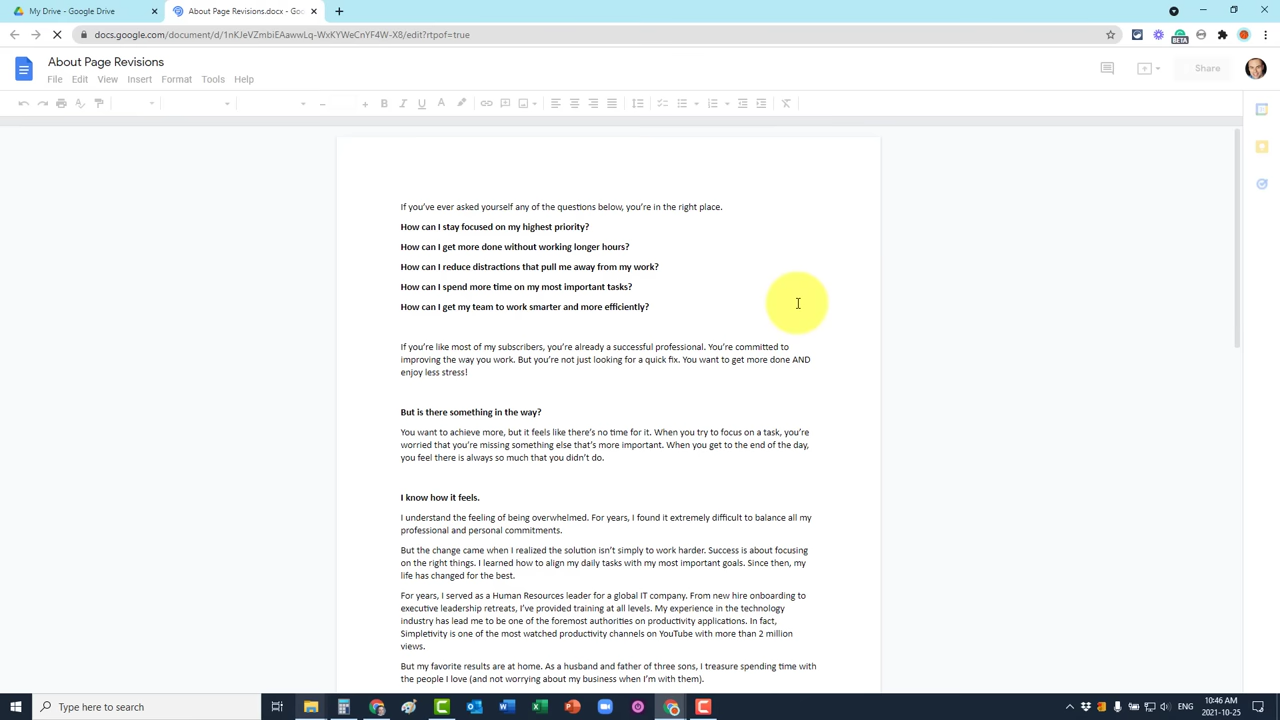 My Drive - Google Drive
About Page Revisions.docx - Goo
docs.google.com/document/d/1nKJeVZmbiEAawwLq-WxKYWeCnYF4W-X8/edit?rtpof=true
BETA
About Page Revisions
File Edit View Insert Format Tools Help
Share
If you've ever asked yourself any of the questions below, you're in the right place.
How can I stay focused on my highest priority?
How can I get more done without working longer hours?
How can I reduce distractions that pull me away from my work?
How can I spend more time on my most important tasks?
How can I get my team to work smarter and more efficiently?
If you're like most of my subscribers, you're already a successful professional. You're committed to
improving the way you work. But you're not just looking for a quick fix. You want to get more done AND
enjoy less stress!
But is there something in the way?
You want to achieve more, but it feels like there's no time for it. When you try to focus on a task, you're
worried that you're missing something else that's more important. When you get to the end of the day,
you feel there is always so much that you didn't do.
I know how it feels.
I understand the feeling of being overwhelmed. For years, I found it extremely difficult to balance all my
professional and personal commitments.
But the change came when I realized the solution isn't simply to work harder. Success is about focusing
on the right things. I learned how to align my daily tasks with my most important goals. Since then, my
life has changed for the best.
For years, I served as a Human Resources leader for a global IT company. From new hire onboarding to
executive leadership retreats, I've provided training at all levels. My experience in the technology
industry has lead me to be one of the foremost authorities on productivity applications. In fact,
Simpletivity is one of the most watched productivity channels on YouTube with more than 2 million
views.
But my favorite results are at home. As a husband and father of three sons, I treasure spending time with
the people I love (and not worrying about my business when I'm with them).
Type here to search
ENG
10:46 AM
2021-10-25